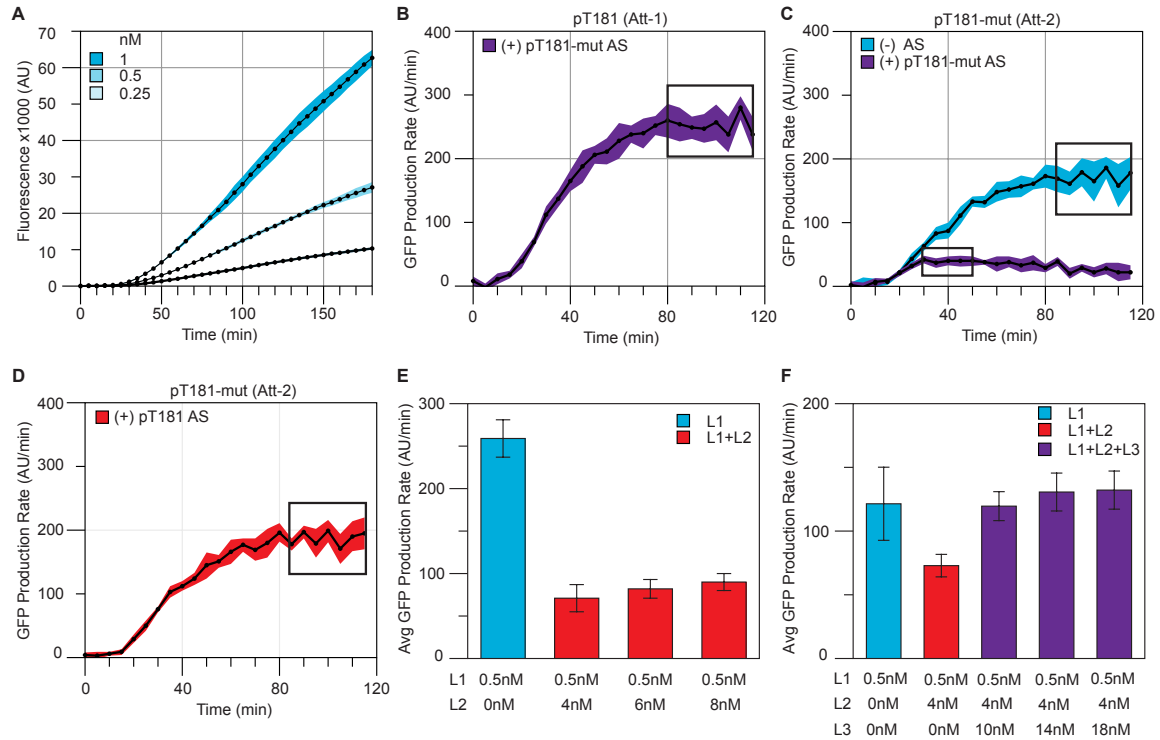 A
nM
1
0.5
0.25
Fluorescence x1000 (AU)
70
60
50
40
30
20
10
0
0 50 100 150
Time (min)
B
pT181 (Att-1)
(+) pT181-mut AS
GFP Production Rate (AU/min)
400
300
200
100
0
0 40 80 120
Time (min)
C
pT181-mut (Att-2)
(-) AS
(+) pT181-mut AS
GFP Production Rate (AU/min)
400
300
200
100
0
0 40 80 120
Time (min)
D
pT181-mut (Att-2)
(+) pT181 AS
GFP Production Rate (AU/min)
400
300
200
100
0
0 40 80 120
Time (min)
E
L1
L1+L2
Avg GFP Production Rate (AU/min)
300
200
100
0
L1 0.5nM 0.5nM 0.5nM 0.5nM
L2 0nM 4nM 6nM 8nM
F
L1
L1+L2
L1+L2+L3
Avg GFP Production Rate (AU/min)
200
100
0
L1 0.5nM 0.5nM 0.5nM 0.5nM 0.5nM
L2 0nM 4nM 4nM 4nM 4nM
L3 0nM 0nM 10nM 14nM 18nM